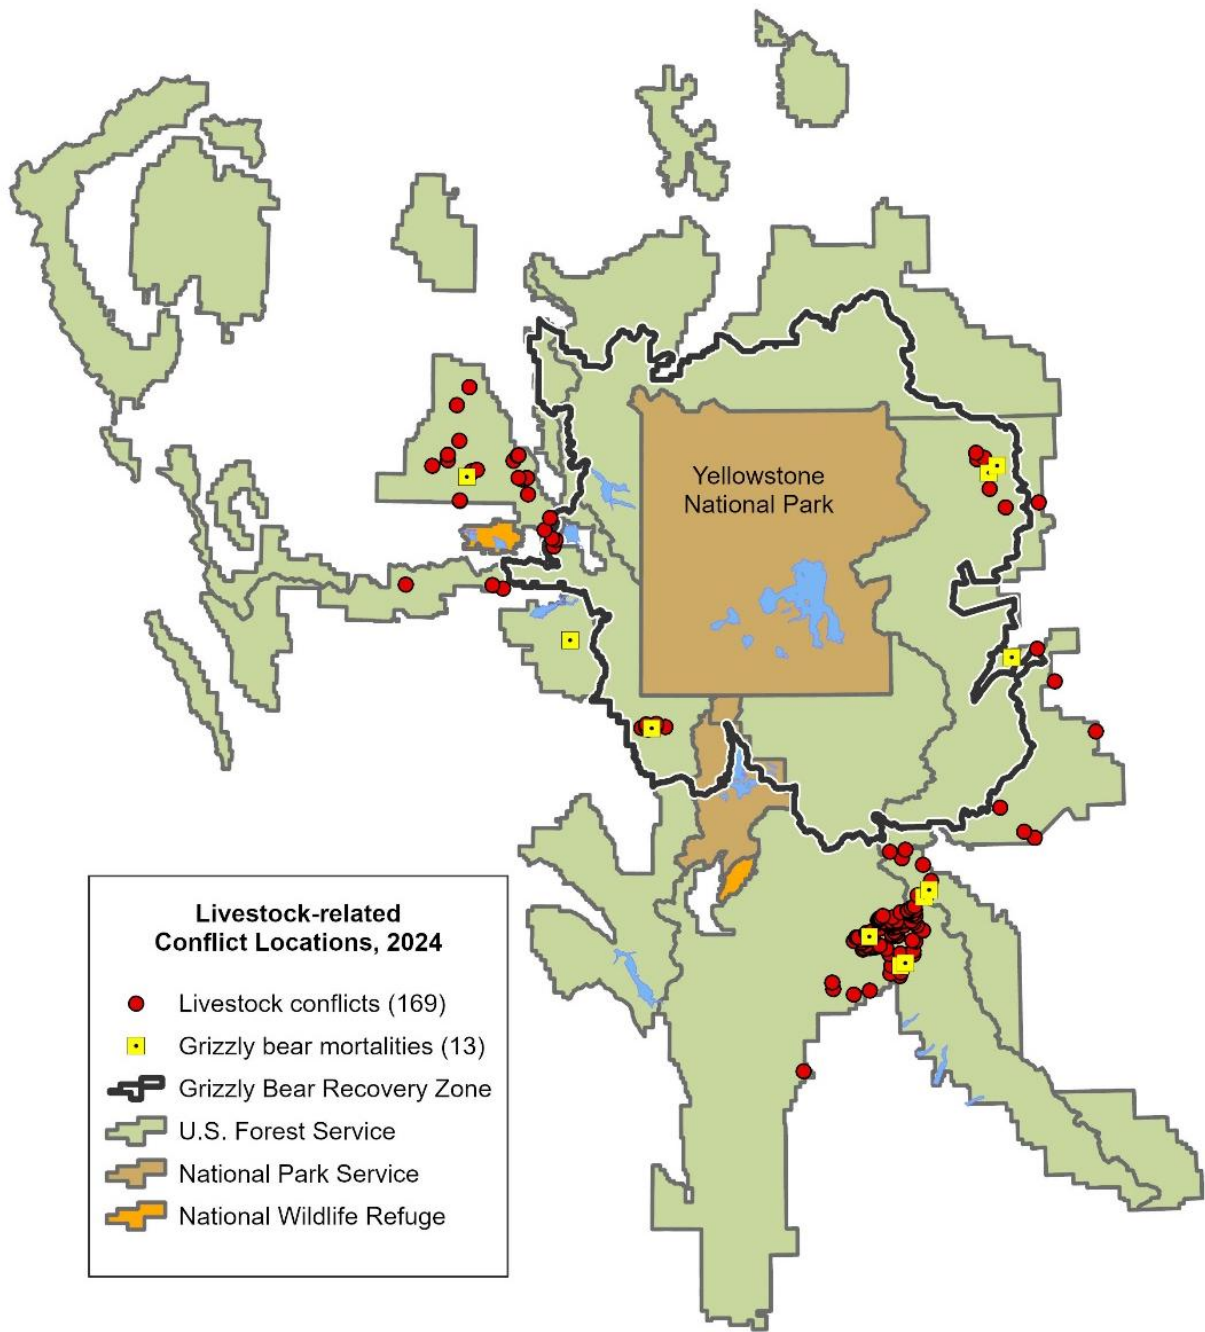 Yellowstone
National Park
Livestock-related
Conflict Locations, 2024
Livestock conflicts (169)
Grizzly bear mortalities (13)
Grizzly Bear Recovery Zone
U.S. Forest Service
National Park Service
National Wildlife Refuge